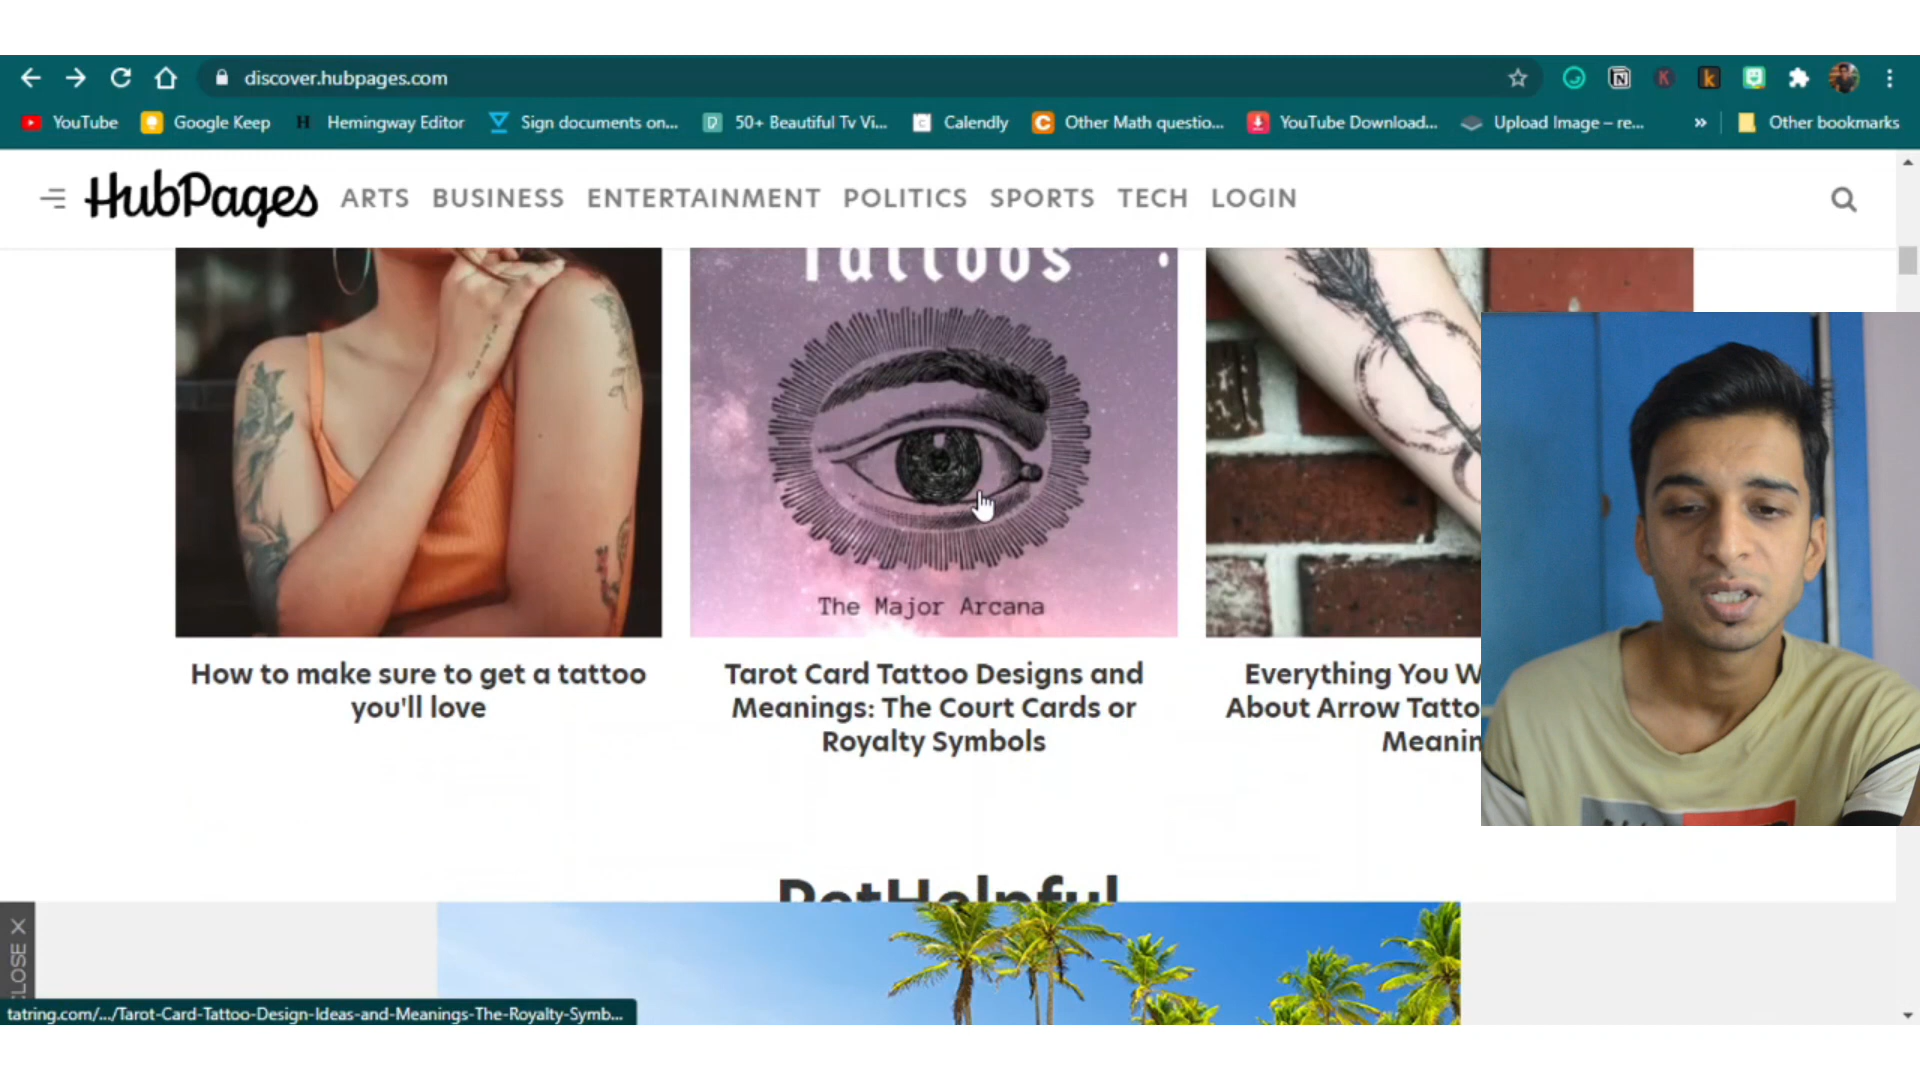 discover.hubpages.com
YouTube
Google Keep
Hemingway Editor
Sign documents on...
50+ Beautiful Tv Vi...
Calendly
Other Math questio...
YouTube Download...
Upload Image – re...
»
Other bookmarks
HubPages ARTS BUSINESS ENTERTAINMENT POLITICS SPORTS TECH LOGIN
Tattoos
The Major Arcana
How to make sure to get a tattoo
you'll love
Tarot Card Tattoo Designs and
Meanings: The Court Cards or
Royalty Symbols
Everything You W
About Arrow Tatto
Meanin
PetHelpful
CLOSE X
tatring.com/.../Tarot-Card-Tattoo-Design-Ideas-and-Meanings-The-Royalty-Symb...